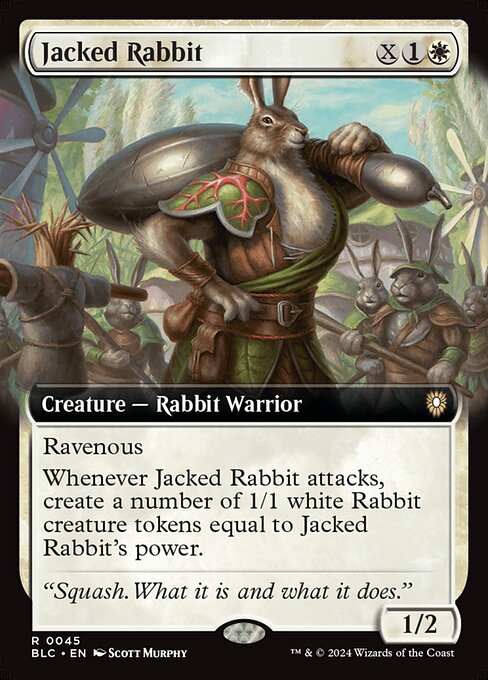 Jacked Rabbit X 1
Creature — Rabbit Warrior
Ravenous
Whenever Jacked Rabbit attacks,
create a number of 1/1 white Rabbit
creature tokens equal to Jacked
Rabbit's power.
“Squash. What it is and what it does.”
1/2
R 0045
BLC • EN Scott Murphy
™ & © 2024 Wizards of the Coast